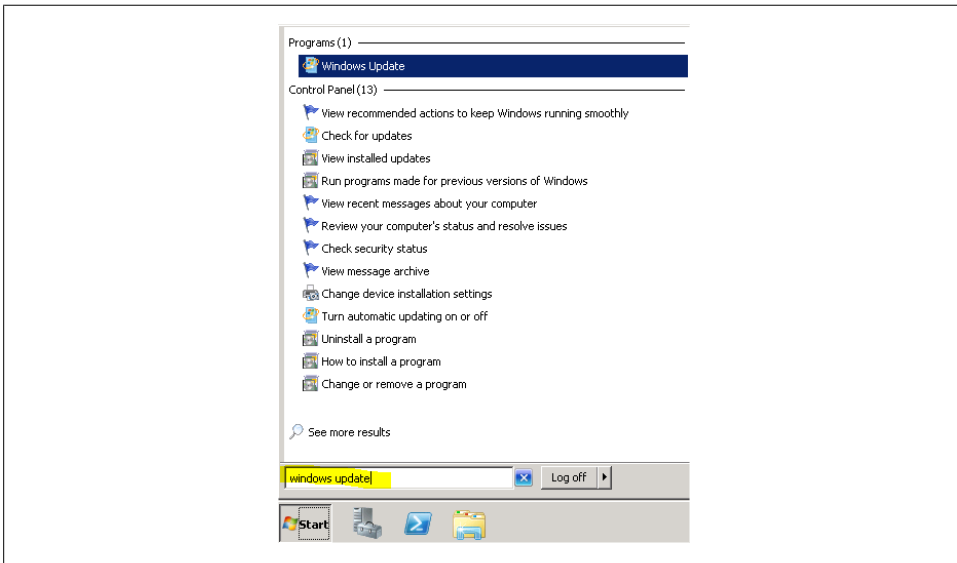 Programs (1)
Windows Update
Control Panel (13)
View recommended actions to keep Windows running smoothly
Check for updates
View installed updates
Run programs made for previous versions of Windows
View recent messages about your computer
Review your computer's status and resolve issues
Check security status
View message archive
Change device installation settings
Turn automatic updating on or off
Uninstall a program
How to install a program
Change or remove a program
See more results
windows update
Log off
Start